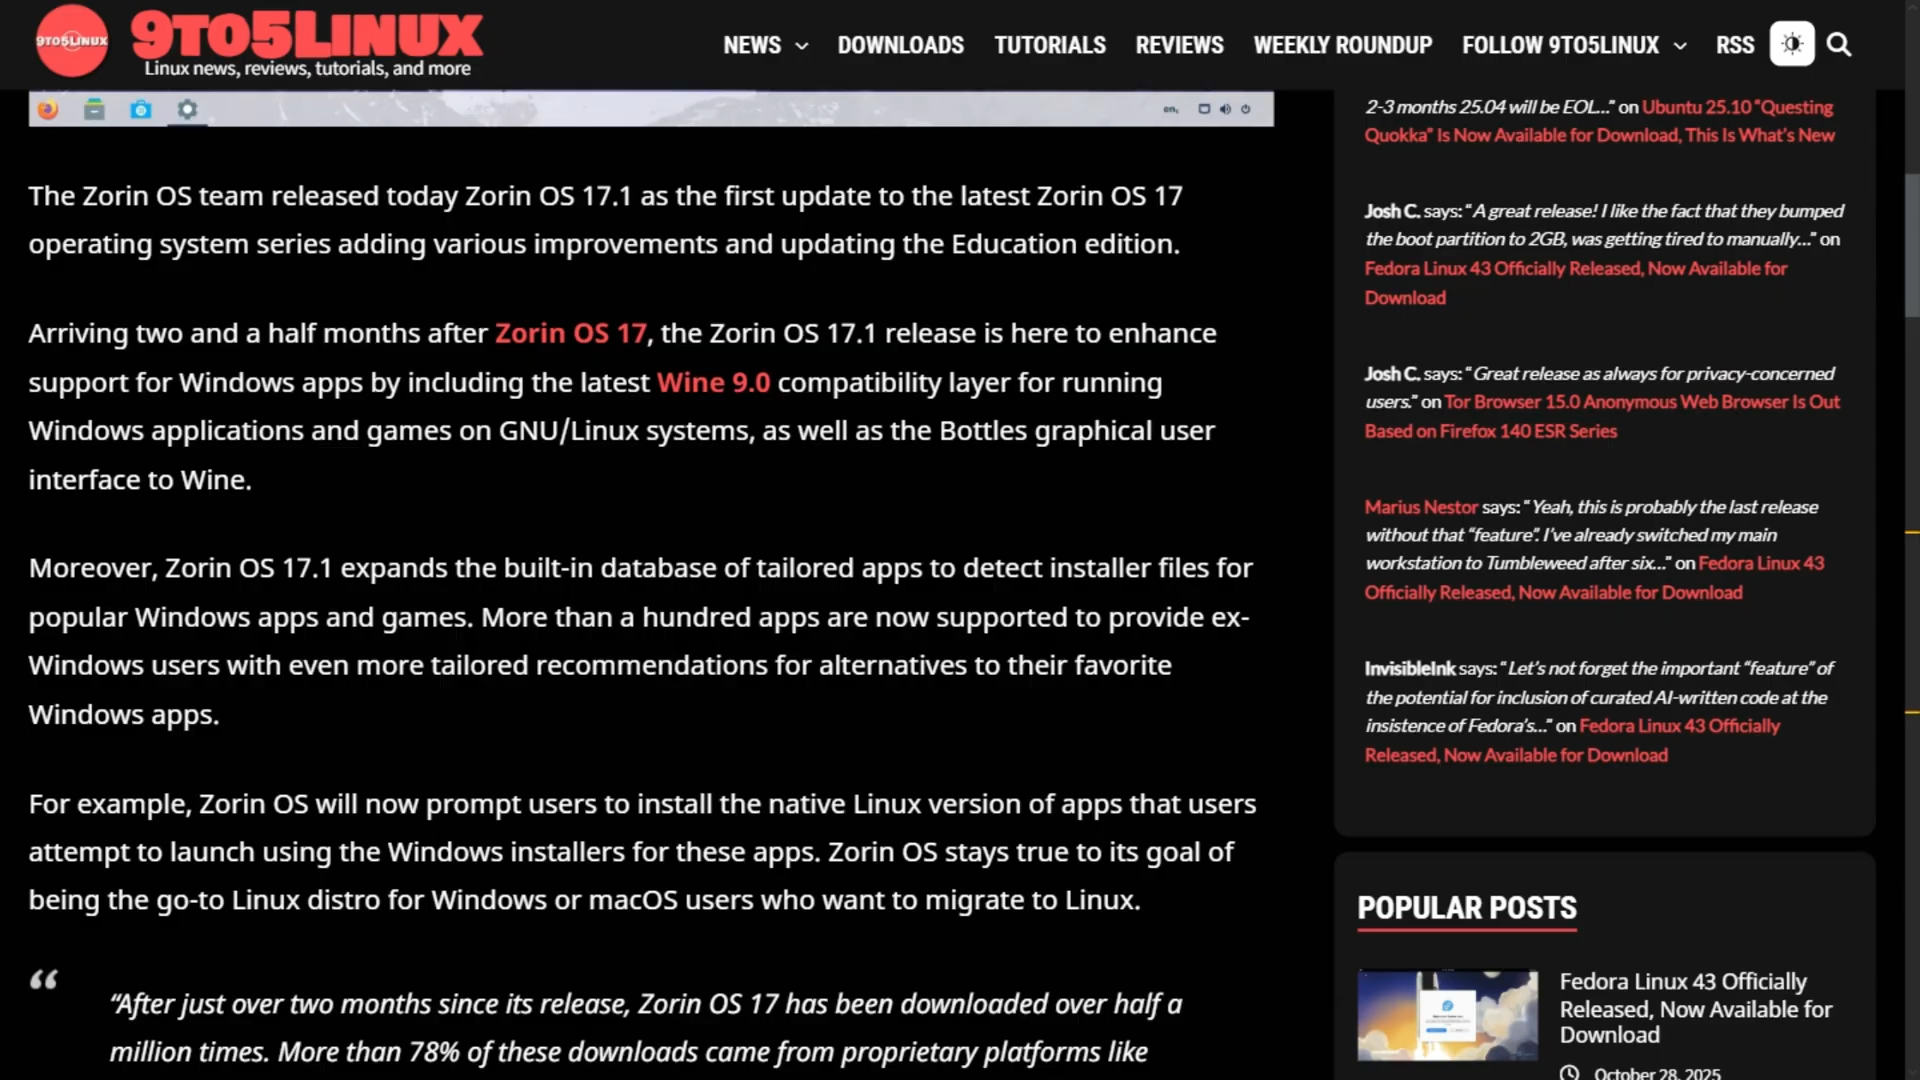 9TO5LINUX
9TO5LINUX
Linux news, reviews, tutorials, and more
NEWS DOWNLOADS TUTORIALS REVIEWS WEEKLY ROUNDUP FOLLOW 9TO5LINUX RSS
en₁
The Zorin OS team released today Zorin OS 17.1 as the first update to the latest Zorin OS 17
operating system series adding various improvements and updating the Education edition.
Arriving two and a half months after Zorin OS 17, the Zorin OS 17.1 release is here to enhance
support for Windows apps by including the latest Wine 9.0 compatibility layer for running
Windows applications and games on GNU/Linux systems, as well as the Bottles graphical user
interface to Wine.
Moreover, Zorin OS 17.1 expands the built-in database of tailored apps to detect installer files for
popular Windows apps and games. More than a hundred apps are now supported to provide ex-
Windows users with even more tailored recommendations for alternatives to their favorite
Windows apps.
For example, Zorin OS will now prompt users to install the native Linux version of apps that users
attempt to launch using the Windows installers for these apps. Zorin OS stays true to its goal of
being the go-to Linux distro for Windows or macOS users who want to migrate to Linux.
“
“After just over two months since its release, Zorin OS 17 has been downloaded over half a
million times. More than 78% of these downloads came from proprietary platforms like
2-3 months 25.04 will be EOL…” on Ubuntu 25.10 “Questing
Quokka” Is Now Available for Download, This Is What’s New
Josh C. says: “A great release! I like the fact that they bumped
the boot partition to 2GB, was getting tired to manually…” on
Fedora Linux 43 Officially Released, Now Available for
Download
Josh C. says: “Great release as always for privacy-concerned
users.” on Tor Browser 15.0 Anonymous Web Browser Is Out
Based on Firefox 140 ESR Series
Marius Nestor says: “Yeah, this is probably the last release
without that “feature”. I’ve already switched my main
workstation to Tumbleweed after six…” on Fedora Linux 43
Officially Released, Now Available for Download
InvisibleInk says: “Let’s not forget the important “feature” of
the potential for inclusion of curated AI-written code at the
insistence of Fedora’s…” on Fedora Linux 43 Officially
Released, Now Available for Download
POPULAR POSTS
Fedora Linux 43 Officially
Released, Now Available for
Download
October 28, 2025